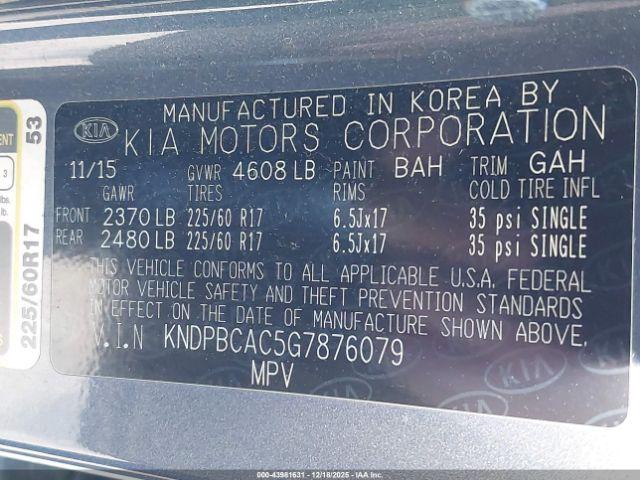 MANUFACTURED IN KOREA BY
KIA KIA MOTORS CORPORATION
11/15 GVWR 4608 LB PAINT BAH TRIM GAH
GAWR TIRES RIMS COLD TIRE INFL
FRONT 2370 LB 225/60 R17 6.5Jx17 35 psi SINGLE
REAR 2480 LB 225/60 R17 6.5Jx17 35 psi SINGLE
THIS VEHICLE CONFORMS TO ALL APPLICABLE U.S.A. FEDERAL
MOTOR VEHICLE SAFETY AND THEFT PREVENTION STANDARDS
IN EFFECT ON THE DATE OF MANUFACTURE SHOWN ABOVE.
V.I.N KNDPBCAC5G7876079
MPV
53
3
lb.
225/60R17
000-43981631 - 12/18/2025 - IAAI.COM